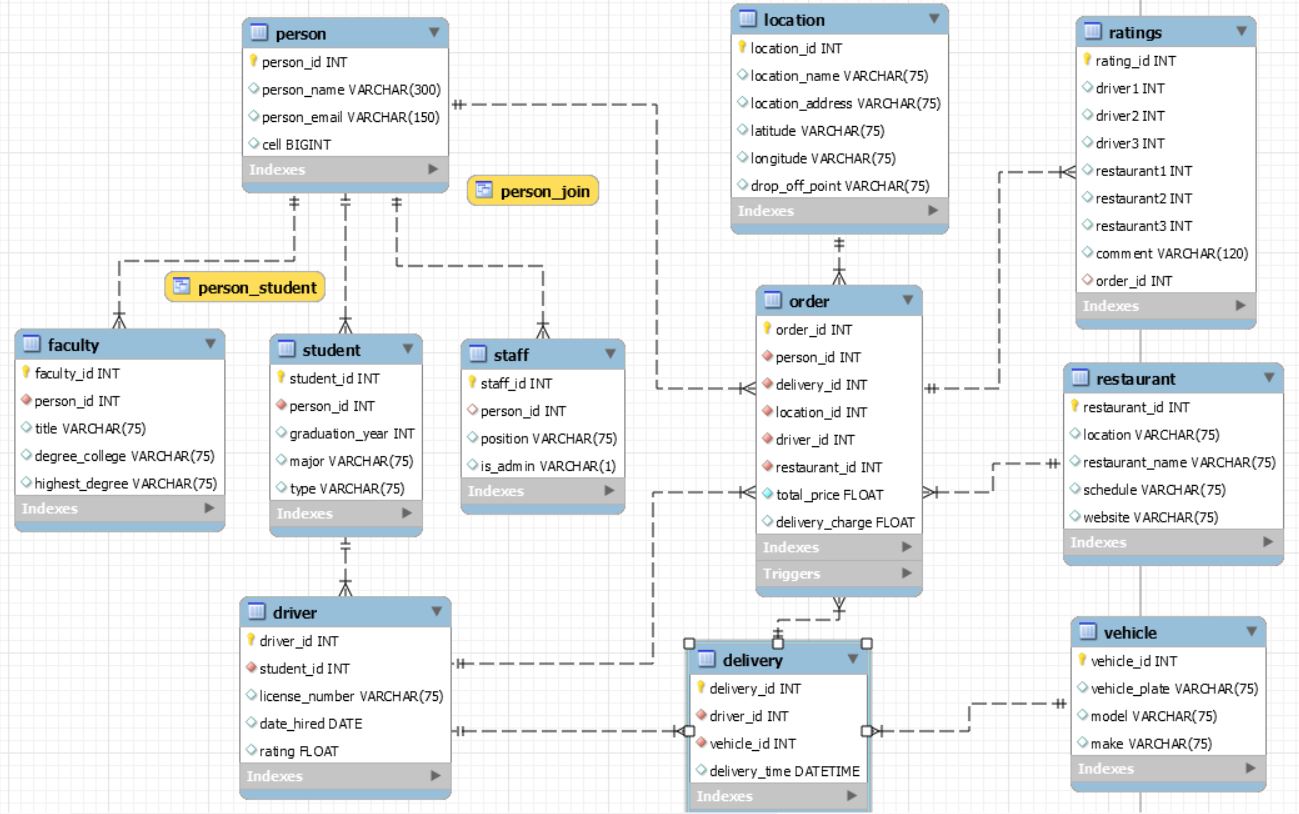 person
person_id INT
person_name VARCHAR(300)
person_email VARCHAR(150)
cell BIGINT
Indexes
location
location_id INT
location_name VARCHAR(75)
location_address VARCHAR(75)
latitude VARCHAR(75)
longitude VARCHAR(75)
drop_off_point VARCHAR(75)
Indexes
ratings
rating_id INT
driver1 INT
driver2 INT
driver3 INT
restaurant1 INT
restaurant2 INT
restaurant3 INT
comment VARCHAR(120)
order_id INT
Indexes
person_join
person_student
faculty
faculty_id INT
person_id INT
title VARCHAR(75)
degree_college VARCHAR(75)
highest_degree VARCHAR(75)
Indexes
student
student_id INT
person_id INT
graduation_year INT
major VARCHAR(75)
type VARCHAR(75)
Indexes
staff
staff_id INT
person_id INT
position VARCHAR(75)
is_admin VARCHAR(1)
Indexes
order
order_id INT
person_id INT
delivery_id INT
location_id INT
driver_id INT
restaurant_id INT
total_price FLOAT
delivery_charge FLOAT
Indexes
Triggers
restaurant
restaurant_id INT
location VARCHAR(75)
restaurant_name VARCHAR(75)
schedule VARCHAR(75)
website VARCHAR(75)
Indexes
driver
driver_id INT
student_id INT
license_number VARCHAR(75)
date_hired DATE
rating FLOAT
Indexes
delivery
delivery_id INT
driver_id INT
vehicle_id INT
delivery_time DATETIME
Indexes
vehicle
vehicle_id INT
vehicle_plate VARCHAR(75)
model VARCHAR(75)
make VARCHAR(75)
Indexes